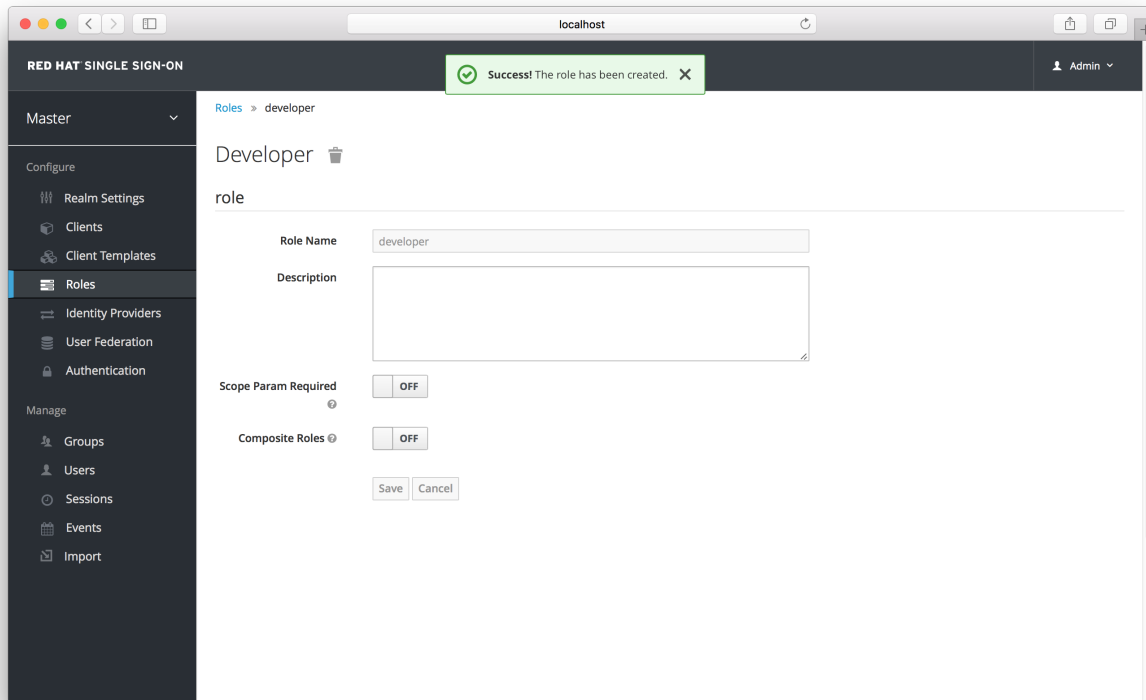 localhost
RED HAT SINGLE SIGN-ON
Success! The role has been created.
Admin
Master
Configure
Realm Settings
Clients
Client Templates
Roles
Identity Providers
User Federation
Authentication
Manage
Groups
Users
Sessions
Events
Import
Roles » developer
Developer
role
Role Name
developer
Description
Scope Param Required
OFF
Composite Roles
OFF
Save Cancel